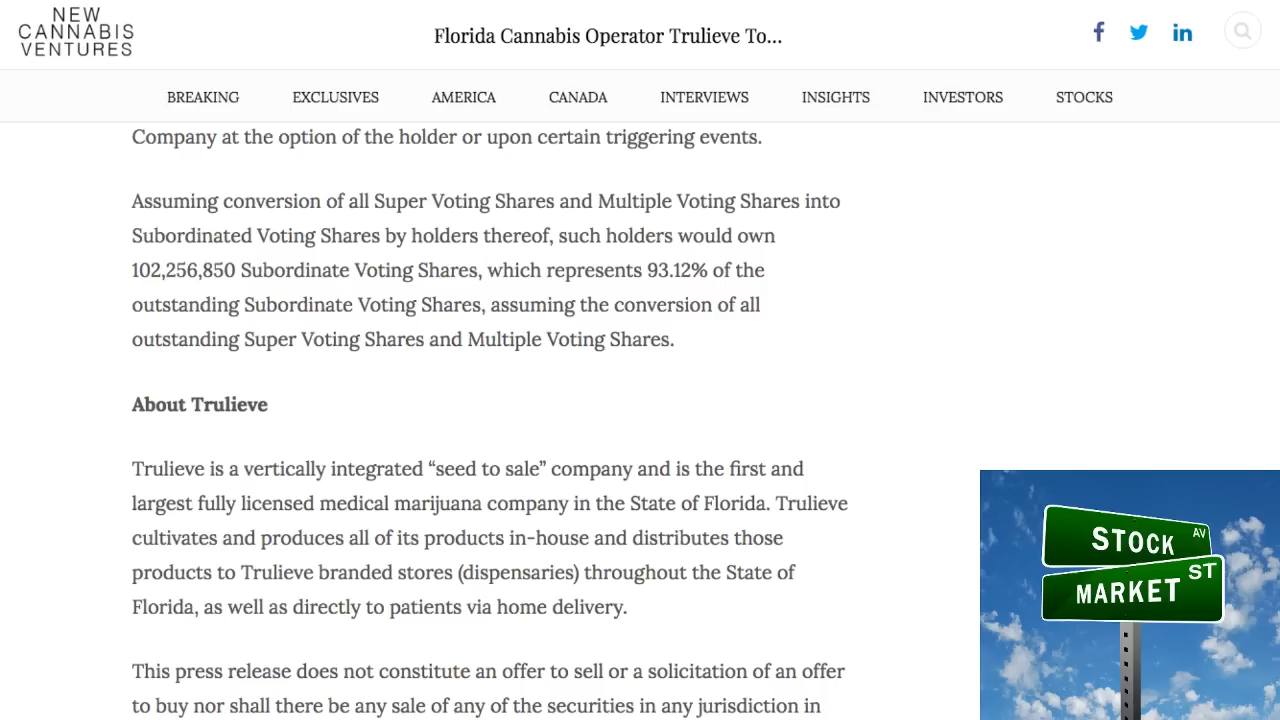 NEW
CANNABIS
VENTURES
Florida Cannabis Operator Trulieve To...
BREAKING EXCLUSIVES AMERICA CANADA INTERVIEWS INSIGHTS INVESTORS STOCKS
Company at the option of the holder or upon certain triggering events.
Assuming conversion of all Super Voting Shares and Multiple Voting Shares into
Subordinated Voting Shares by holders thereof, such holders would own
102,256,850 Subordinate Voting Shares, which represents 93.12% of the
outstanding Subordinate Voting Shares, assuming the conversion of all
outstanding Super Voting Shares and Multiple Voting Shares.
About Trulieve
Trulieve is a vertically integrated “seed to sale” company and is the first and
largest fully licensed medical marijuana company in the State of Florida. Trulieve
cultivates and produces all of its products in-house and distributes those
products to Trulieve branded stores (dispensaries) throughout the State of
Florida, as well as directly to patients via home delivery.
This press release does not constitute an offer to sell or a solicitation of an offer
to buy nor shall there be any sale of any of the securities in any jurisdiction in
STOCK AV
MARKET ST